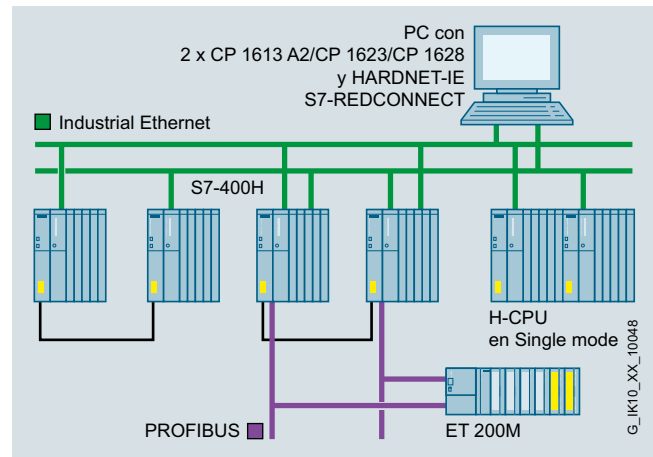 PC con
2 x CP 1613 A2/CP 1623/CP 1628
y HARDNET-IE
S7-REDCONNECT
Industrial Ethernet
S7-400H
H-CPU
en Single mode
PROFIBUS
ET 200M
G_IK10_XX_10048